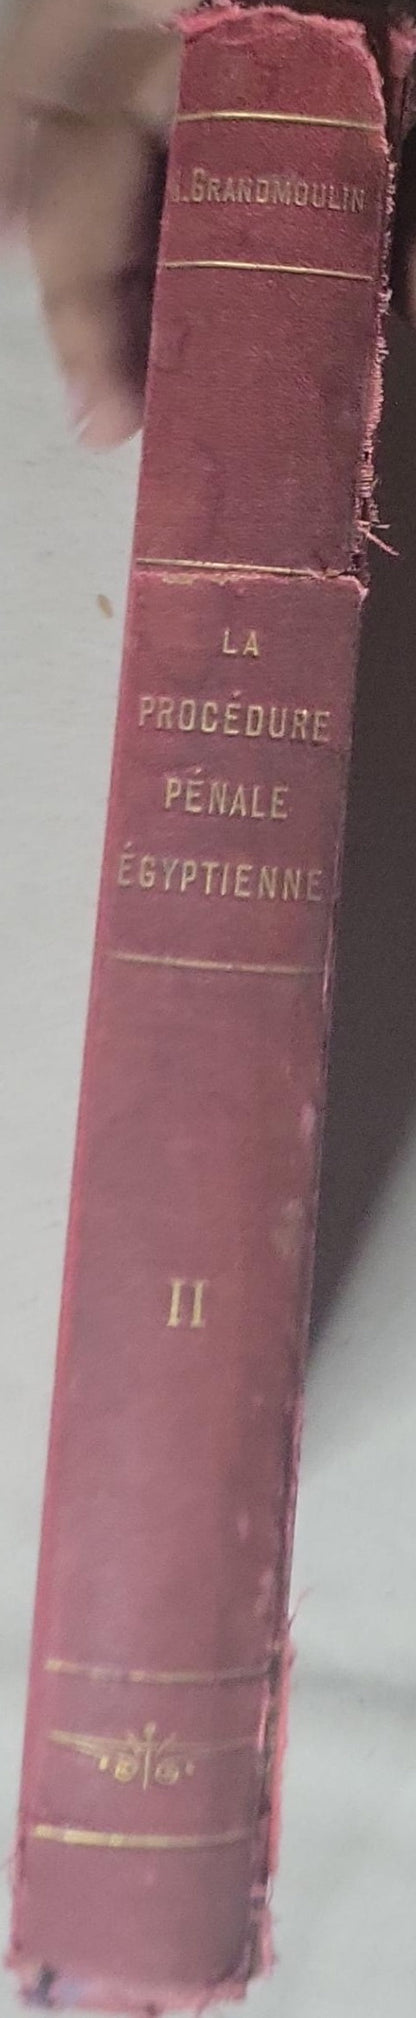 J. GRANDMOULIN
LA
PROCÉDURE
PÉNALE
ÉGYPTIENNE
II